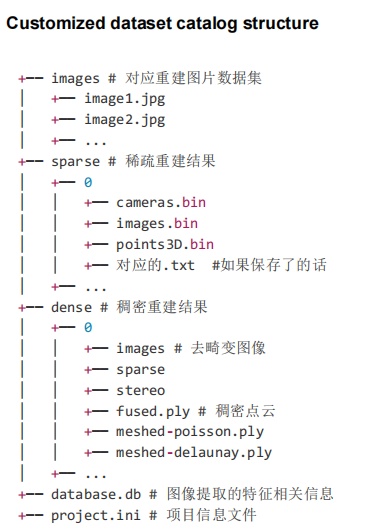 Customized dataset catalog structure
+── images # 对应重建图片数据集
│   +── image1.jpg
│   +── image2.jpg
│   +── ...
+── sparse # 稀疏重建结果
│   +── 0
│   │   +── cameras.bin
│   │   +── images.bin
│   │   +── points3D.bin
│   │   +── 对应的.txt  #如果保存了的话
│   +── ...
+── dense # 稠密重建结果
│   +── 0
│   │   +── images # 去畸变图像
│   │   +── sparse
│   │   +── stereo
│   │   +── fused.ply # 稠密点云
│   │   +── meshed-poisson.ply
│   │   +── meshed-delaunay.ply
│   +── ...
+── database.db # 图像提取的特征相关信息
+── project.ini # 项目信息文件